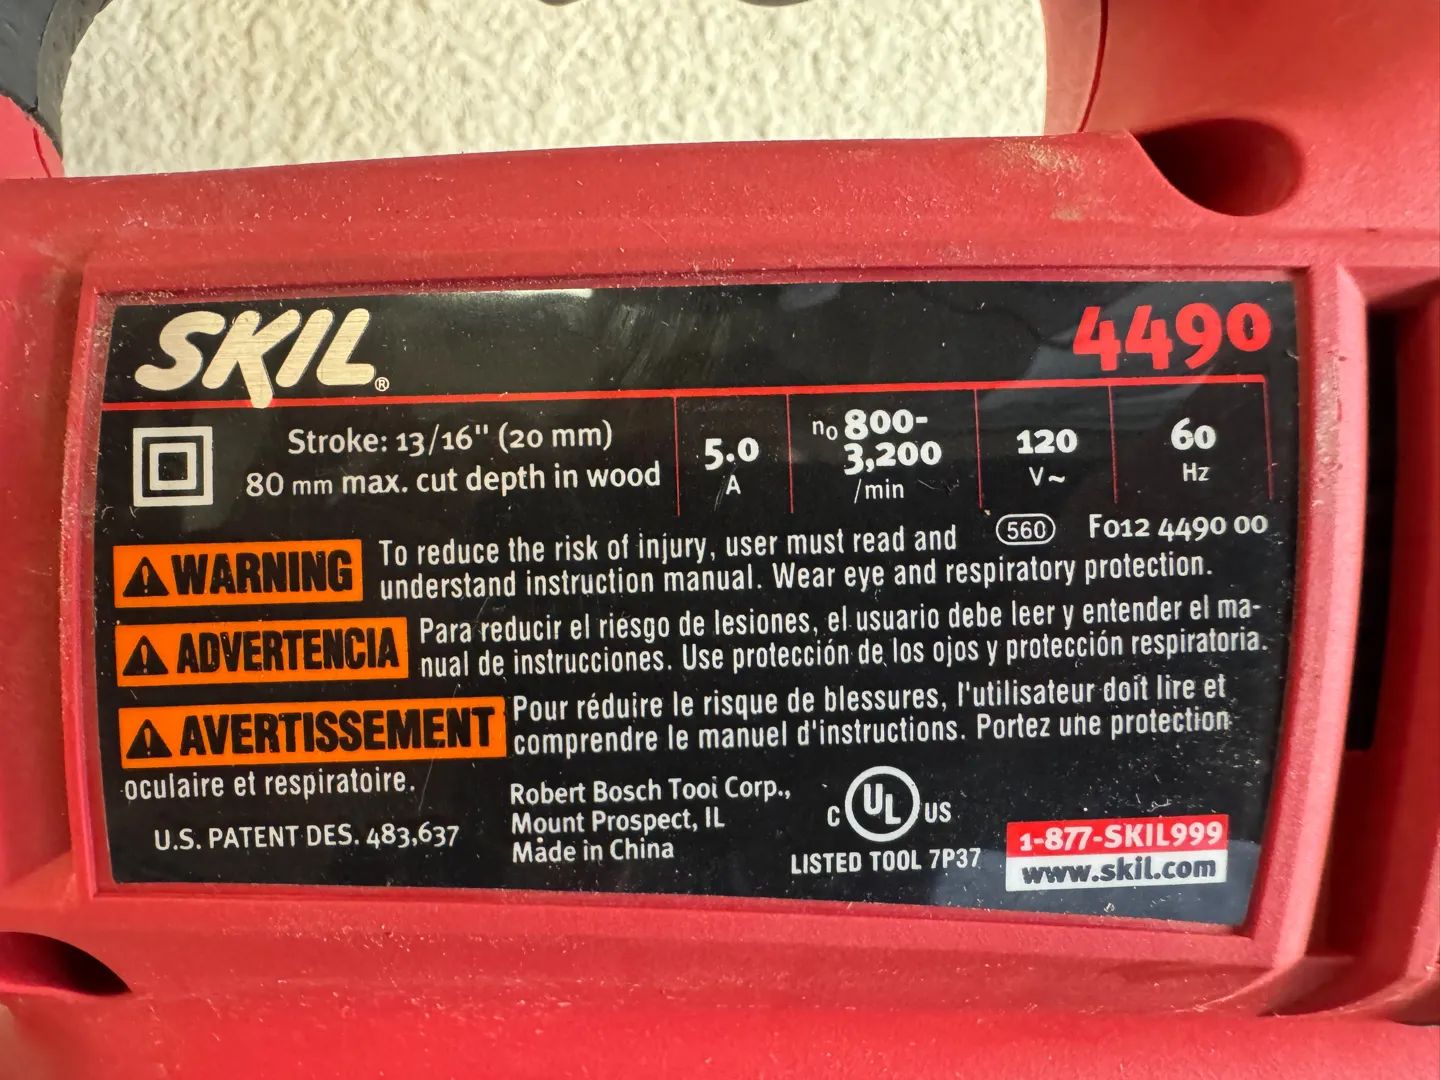 SKIL®
4490
Stroke: 13/16" (20 mm)
80 mm max. cut depth in wood
5.0
A
no 800-
3,200
/min
120
V~
60
Hz
560
F012 4490 00
WARNING
To reduce the risk of injury, user must read and
understand instruction manual. Wear eye and respiratory protection.
ADVERTENCIA
Para reducir el riesgo de lesiones, el usuario debe leer y entender el ma-
nual de instrucciones. Use protección de los ojos y protección respiratoria.
AVERTISSEMENT
Pour réduire le risque de blessures, l'utilisateur doit lire et
comprendre le manuel d'instructions. Portez une protection
oculaire et respiratoire.
U.S. PATENT DES. 483,637
Robert Bosch Tool Corp.,
Mount Prospect, IL
Made in China
C UL US
LISTED TOOL 7P37
1-877-SKIL999
www.skil.com